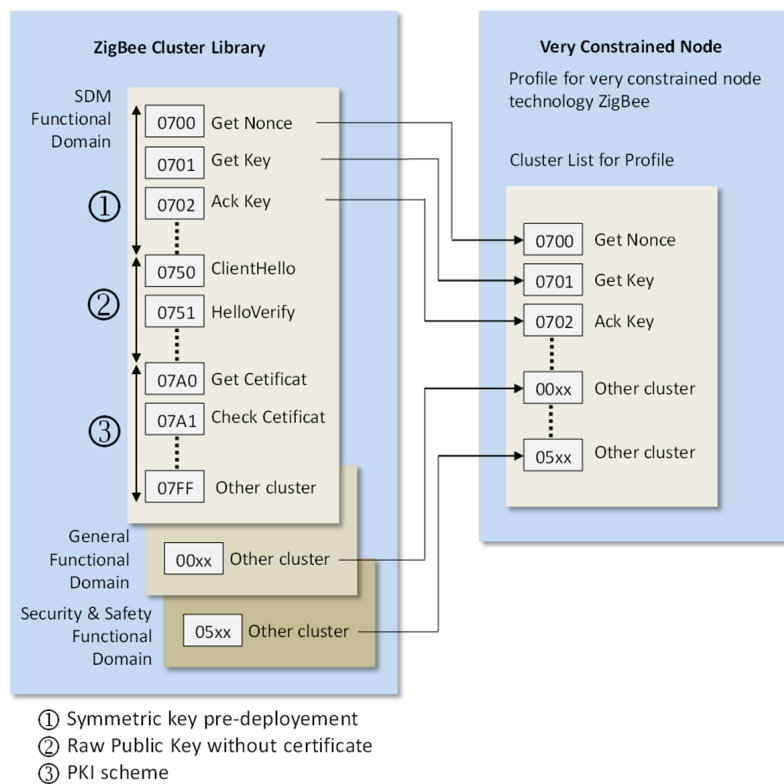 ZigBee Cluster Library
SDM
Functional
Domain
0700 Get Nonce
0701 Get Key
① 0702 Ack Key
0750 ClientHello
② 0751 HelloVerify
07A0 Get Cetificat
③ 07A1 Check Cetificat
07FF Other cluster
General
Functional
Domain
00xx Other cluster
Security & Safety
Functional
Domain
05xx Other cluster
Very Constrained Node
Profile for very constrained node
technology ZigBee
Cluster List for Profile
0700 Get Nonce
0701 Get Key
0702 Ack Key
00xx Other cluster
05xx Other cluster
① Symmetric key pre-deployement
② Raw Public Key without certificate
③ PKI scheme